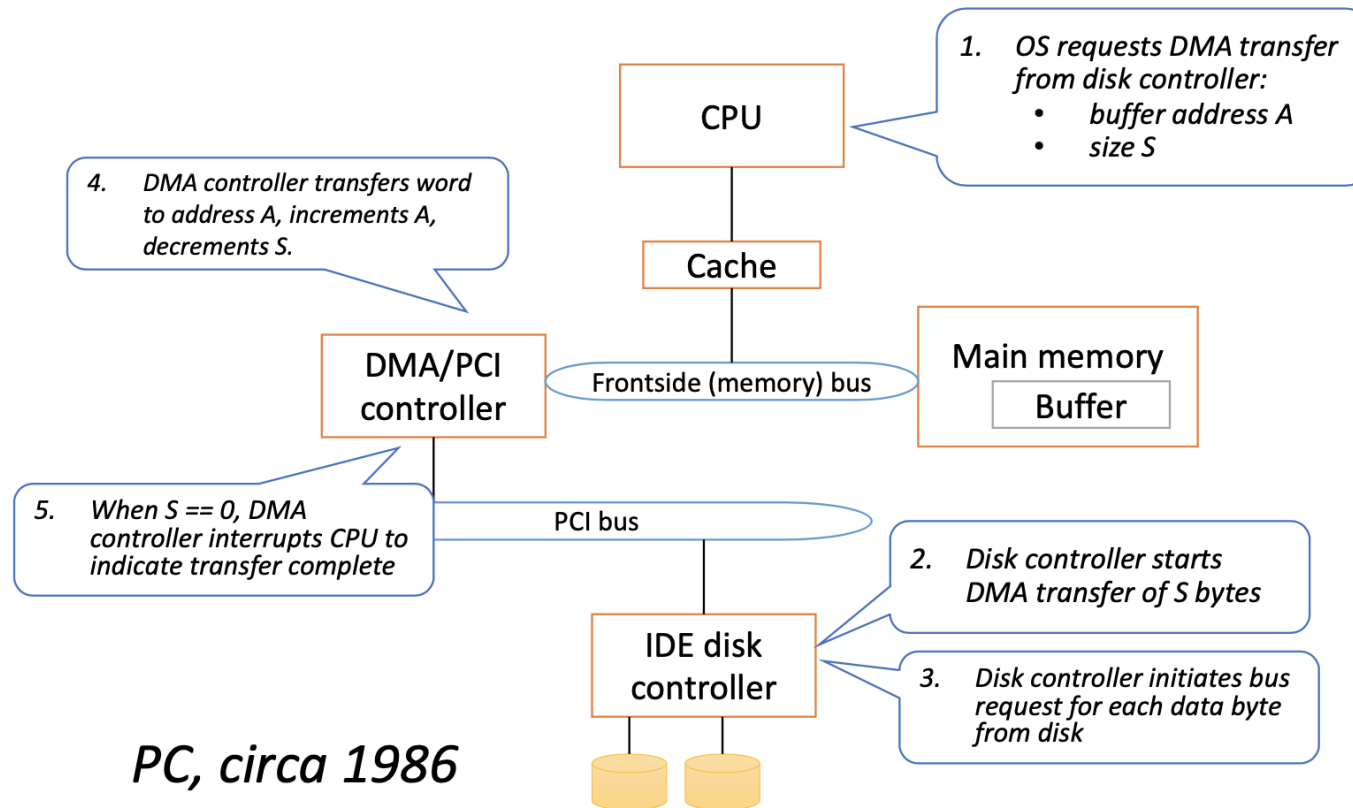 1. OS requests DMA transfer
from disk controller:
• buffer address A
• size S
CPU
4. DMA controller transfers word
to address A, increments A,
decrements S.
Cache
DMA/PCI
controller
Frontside (memory) bus
Main memory
Buffer
5. When S == 0, DMA
controller interrupts CPU to
indicate transfer complete
PCI bus
2. Disk controller starts
DMA transfer of S bytes
IDE disk
controller
3. Disk controller initiates bus
request for each data byte
from disk
PC, circa 1986